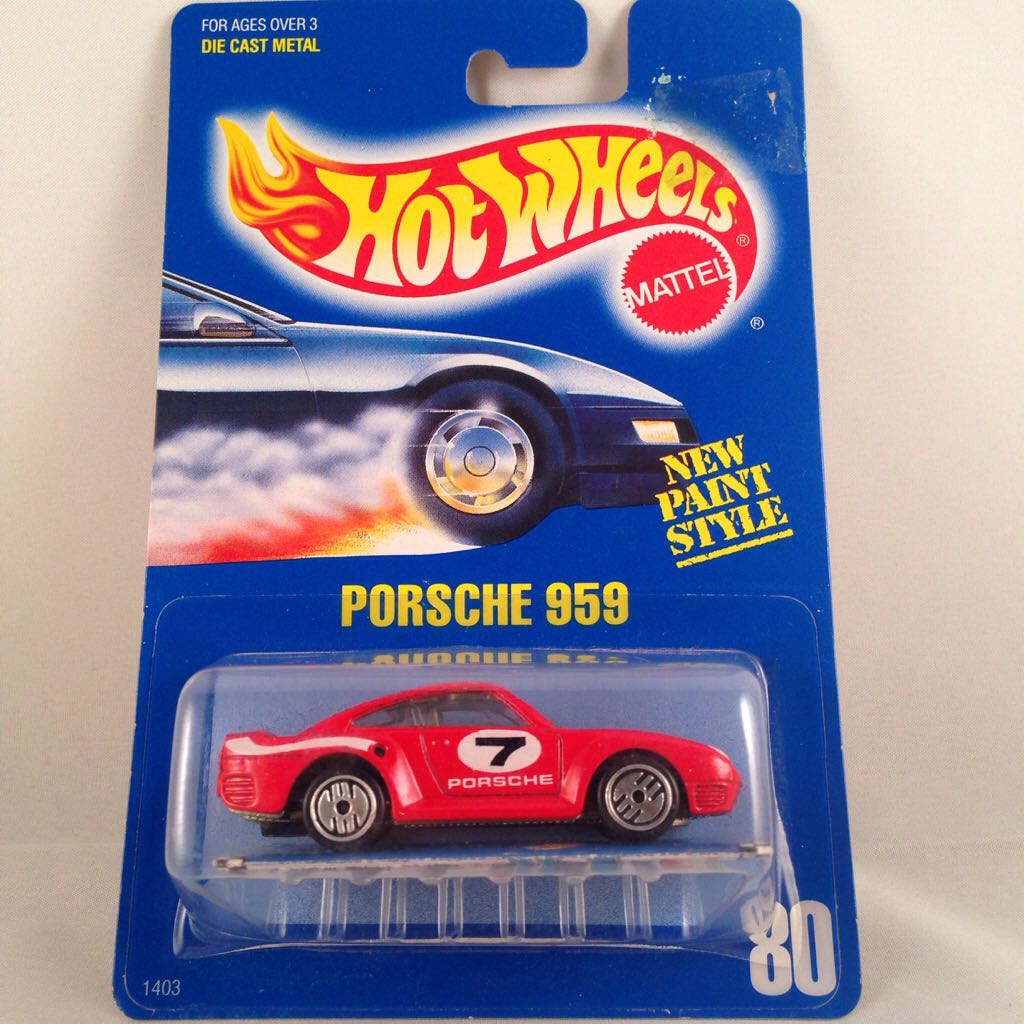 FOR AGES OVER 3
DIE CAST METAL
HOT WHEELS®
MATTEL
®
NEW
PAINT
STYLE
PORSCHE 959
7
PORSCHE
80
1403